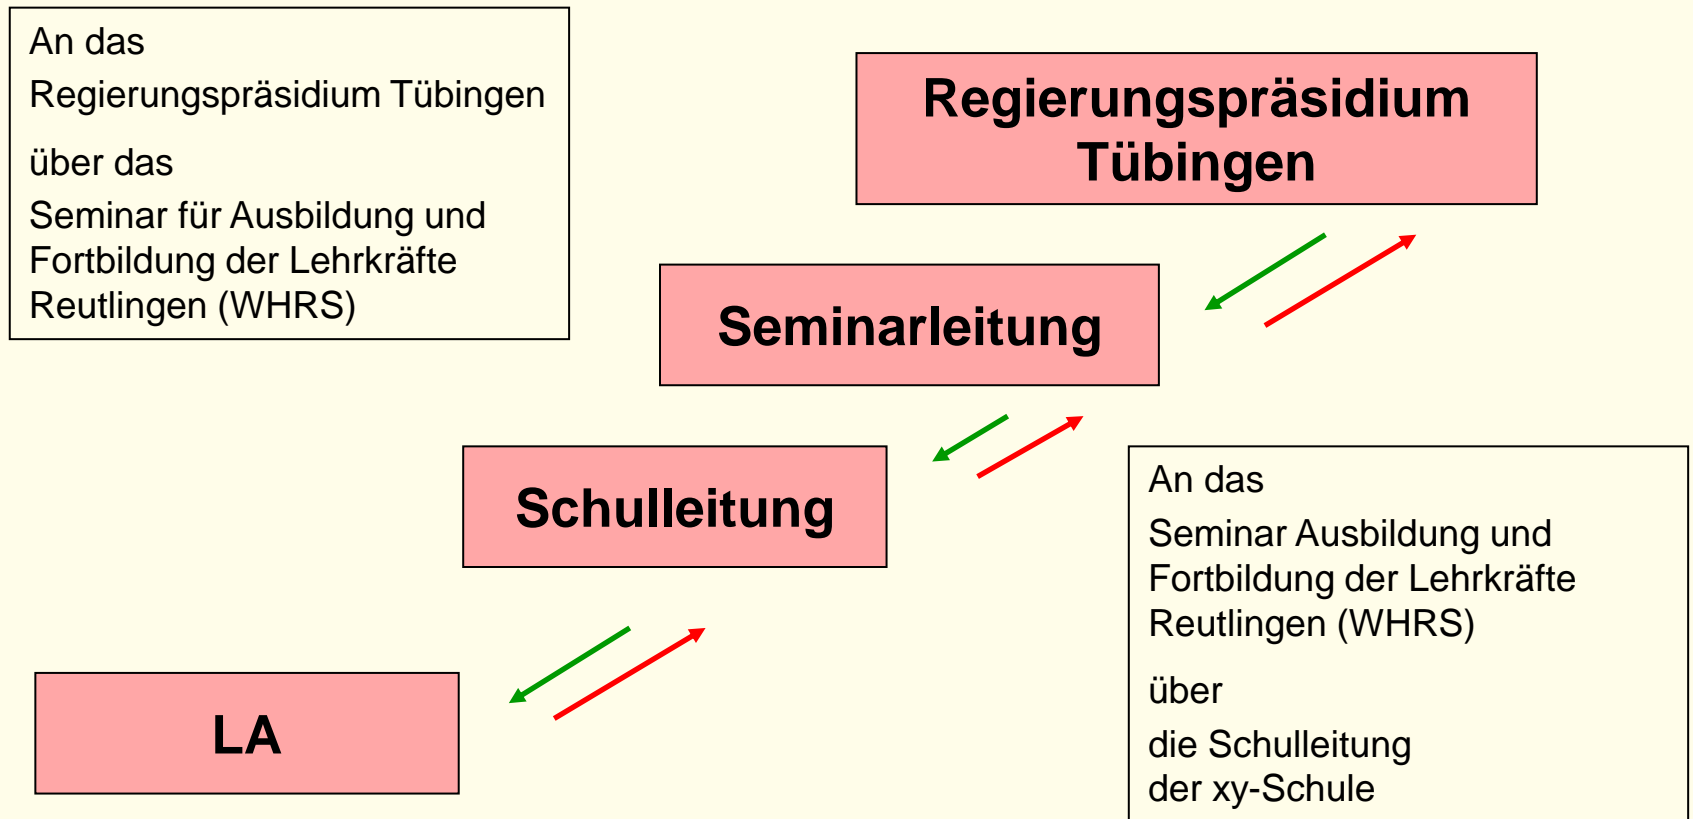 An das
Regierungspräsidium Tübingen
über das
Seminar für Ausbildung und
Fortbildung der Lehrkräfte
Reutlingen (WHRS)
Regierungspräsidium
Tübingen
Seminarleitung
Schulleitung
LA
An das
Seminar Ausbildung und
Fortbildung der Lehrkräfte
Reutlingen (WHRS)
über
die Schulleitung
der xy-Schule